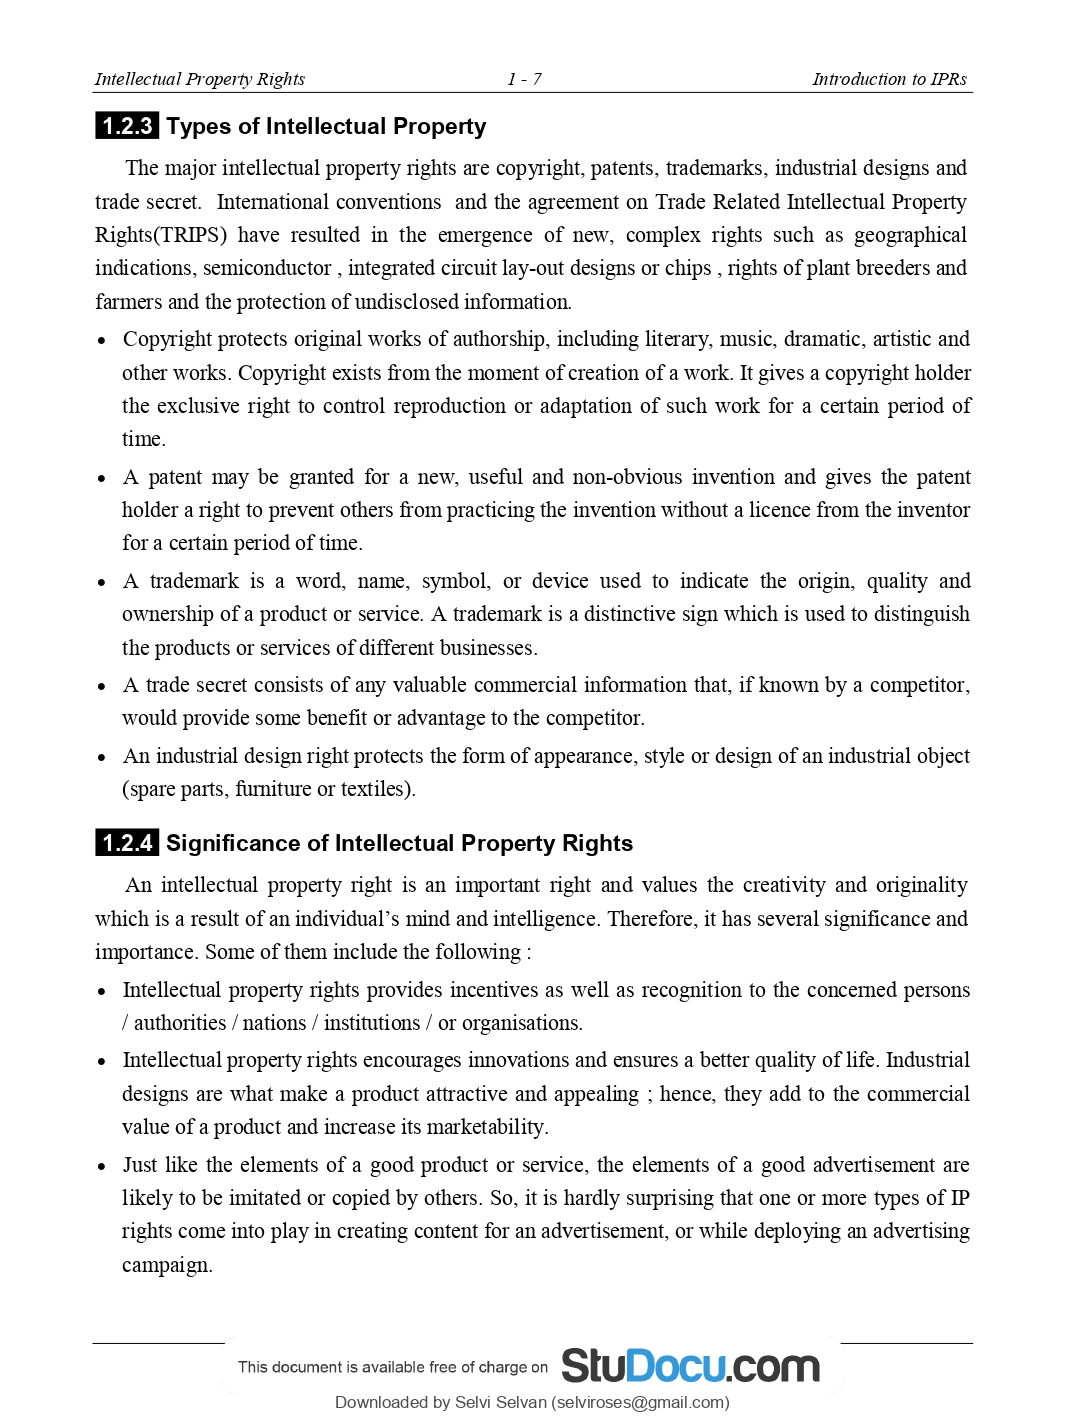 Intellectual Property Rights 1 - 7 Introduction to IPRs
1.2.3 Types of Intellectual Property
The major intellectual property rights are copyright, patents, trademarks, industrial designs and
trade secret. International conventions and the agreement on Trade Related Intellectual Property
Rights(TRIPS) have resulted in the emergence of new, complex rights such as geographical
indications, semiconductor , integrated circuit lay-out designs or chips , rights of plant breeders and
farmers and the protection of undisclosed information.
• Copyright protects original works of authorship, including literary, music, dramatic, artistic and
other works. Copyright exists from the moment of creation of a work. It gives a copyright holder
the exclusive right to control reproduction or adaptation of such work for a certain period of
time.
• A patent may be granted for a new, useful and non-obvious invention and gives the patent
holder a right to prevent others from practicing the invention without a licence from the inventor
for a certain period of time.
• A trademark is a word, name, symbol, or device used to indicate the origin, quality and
ownership of a product or service. A trademark is a distinctive sign which is used to distinguish
the products or services of different businesses.
• A trade secret consists of any valuable commercial information that, if known by a competitor,
would provide some benefit or advantage to the competitor.
• An industrial design right protects the form of appearance, style or design of an industrial object
(spare parts, furniture or textiles).
1.2.4 Significance of Intellectual Property Rights
An intellectual property right is an important right and values the creativity and originality
which is a result of an individual’s mind and intelligence. Therefore, it has several significance and
importance. Some of them include the following :
• Intellectual property rights provides incentives as well as recognition to the concerned persons
/ authorities / nations / institutions / or organisations.
• Intellectual property rights encourages innovations and ensures a better quality of life. Industrial
designs are what make a product attractive and appealing ; hence, they add to the commercial
value of a product and increase its marketability.
• Just like the elements of a good product or service, the elements of a good advertisement are
likely to be imitated or copied by others. So, it is hardly surprising that one or more types of IP
rights come into play in creating content for an advertisement, or while deploying an advertising
campaign.
This document is available free of charge on StuDocu.com
Downloaded by Selvi Selvan (selviroses@gmail.com)